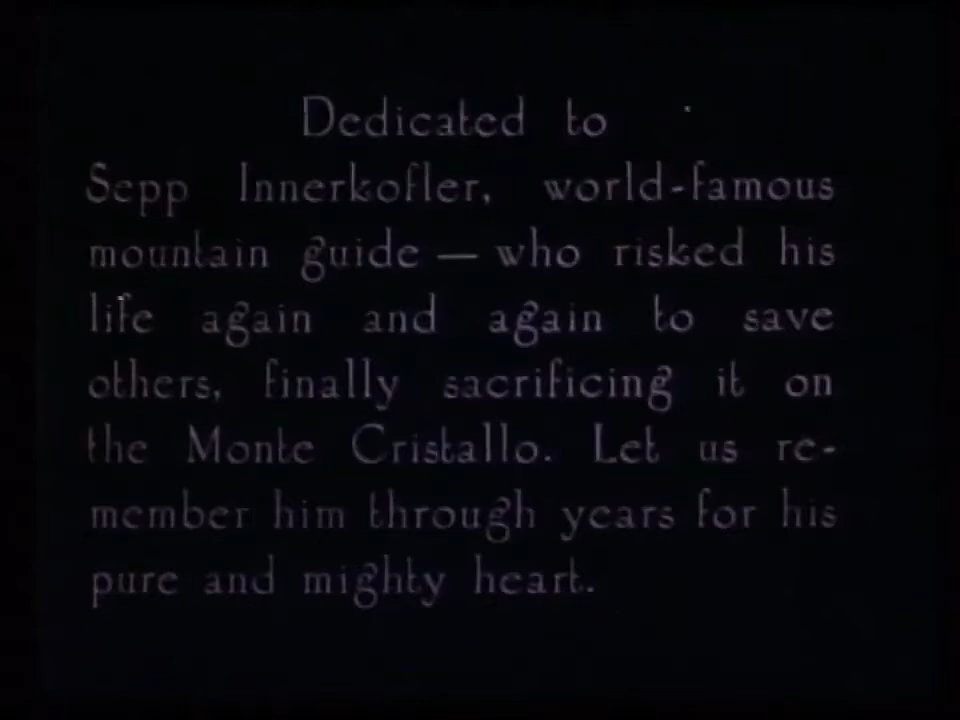 Dedicated to
Sepp Innerkofler, world-famous
mountain guide — who risked his
life again and again to save
others, finally sacrificing it on
the Monte Cristallo. Let us re-
member him through years for his
pure and mighty heart.